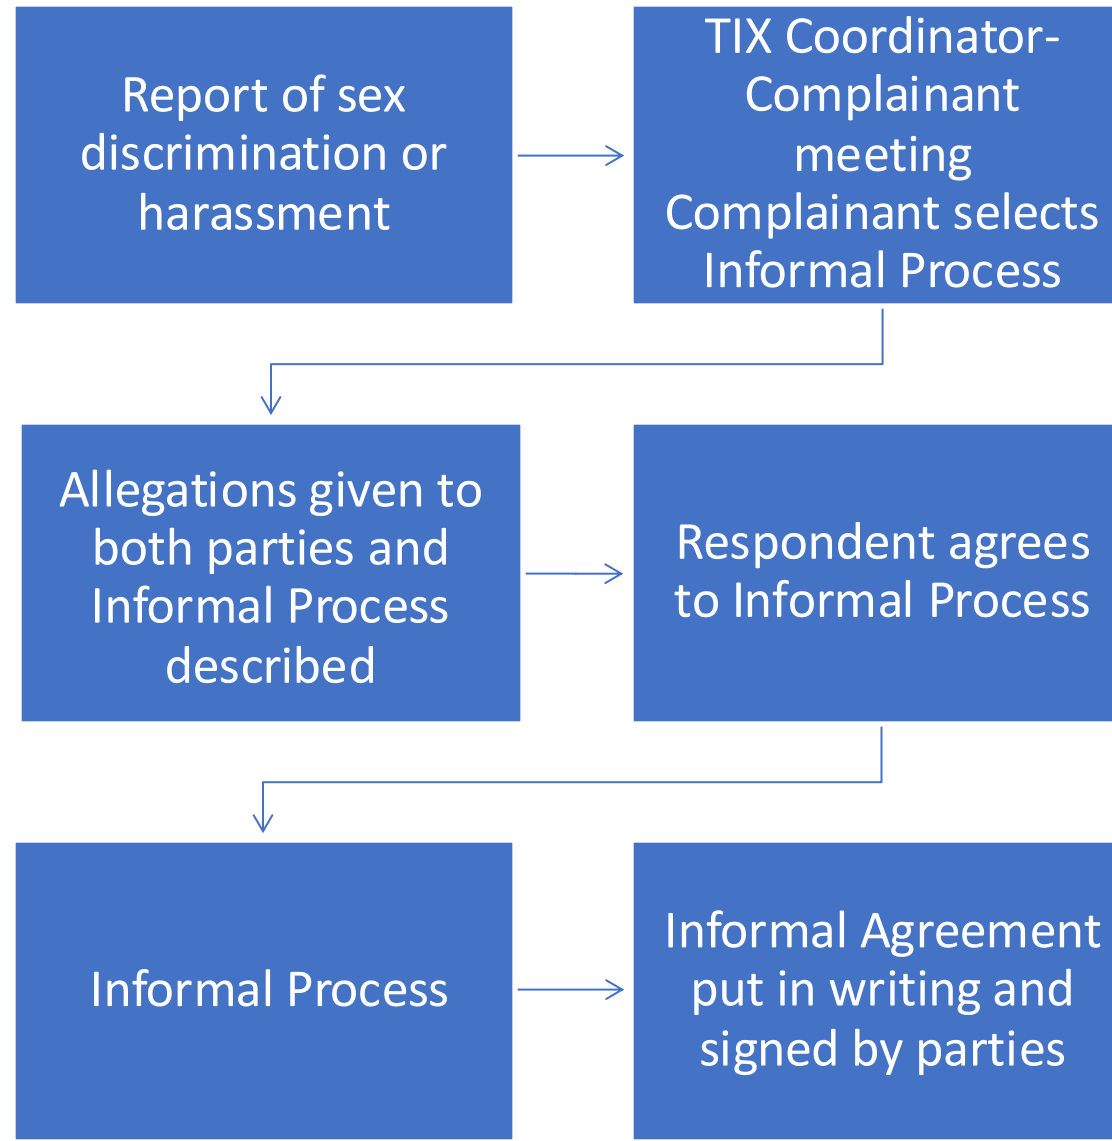 Report of sex
discrimination or
harassment
TIX Coordinator-
Complainant
meeting
Complainant selects
Informal Process
Allegations given to
both parties and
Informal Process
described
Respondent agrees
to Informal Process
Informal Process
Informal Agreement
put in writing and
signed by parties